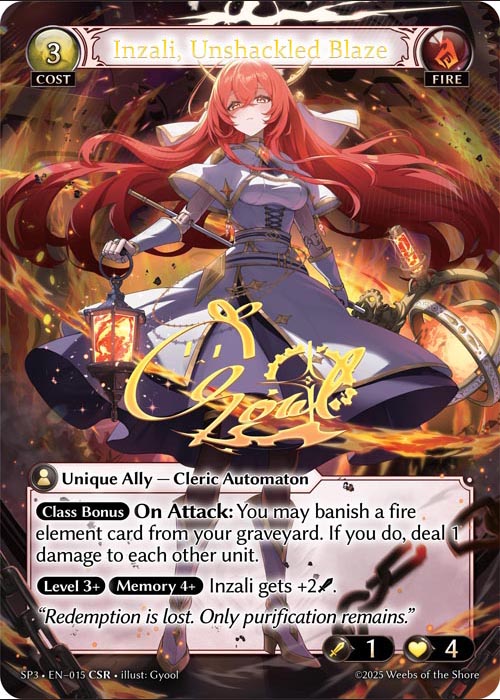 3
COST
Inzali, Unshackled Blaze
FIRE
Gyool
Unique Ally — Cleric Automaton
Class Bonus On Attack: You may banish a fire
element card from your graveyard. If you do, deal 1
damage to each other unit.
Level 3+ Memory 4+ Inzali gets +2.
“Redemption is lost. Only purification remains.”
1
4
SP3 • EN-015 CSR • illust: Gyool
©2025 Weebs of the Shore